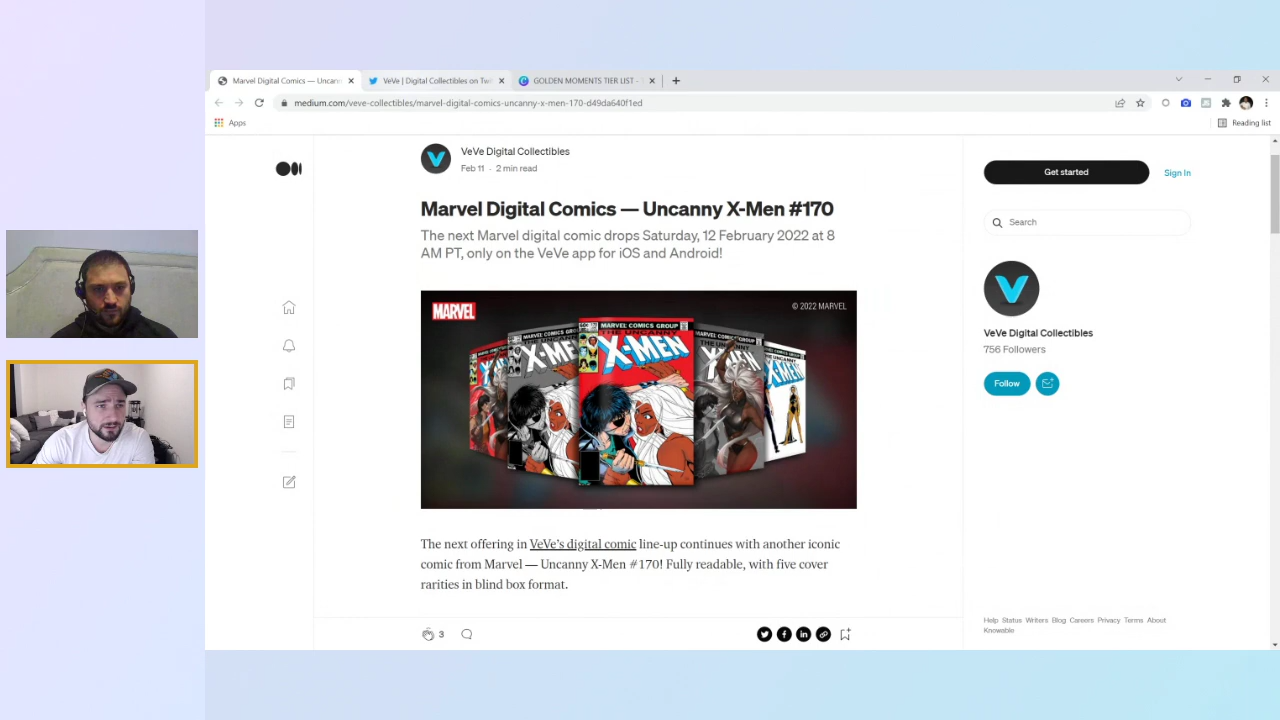 Marvel Digital Comics — Uncann
VeVe | Digital Collectibles on Twi
GOLDEN MOMENTS TIER LIST -
medium.com/veve-collectibles/marvel-digital-comics-uncanny-x-men-170-d49da640f1ed
Apps
Reading list
VeVe Digital Collectibles
Feb 11 · 2 min read
Marvel Digital Comics — Uncanny X-Men #170
The next Marvel digital comic drops Saturday, 12 February 2022 at 8
AM PT, only on the VeVe app for iOS and Android!
MARVEL
© 2022 MARVEL
MARVEL COMICS GROUP
THE UNCANNY
X-MEN
The next offering in VeVe's digital comic line-up continues with another iconic
comic from Marvel — Uncanny X-Men #170! Fully readable, with five cover
rarities in blind box format.
3
Get started
Sign In
Search
VeVe Digital Collectibles
756 Followers
Follow
Help Status Writers Blog Careers Privacy Terms About
Knowable